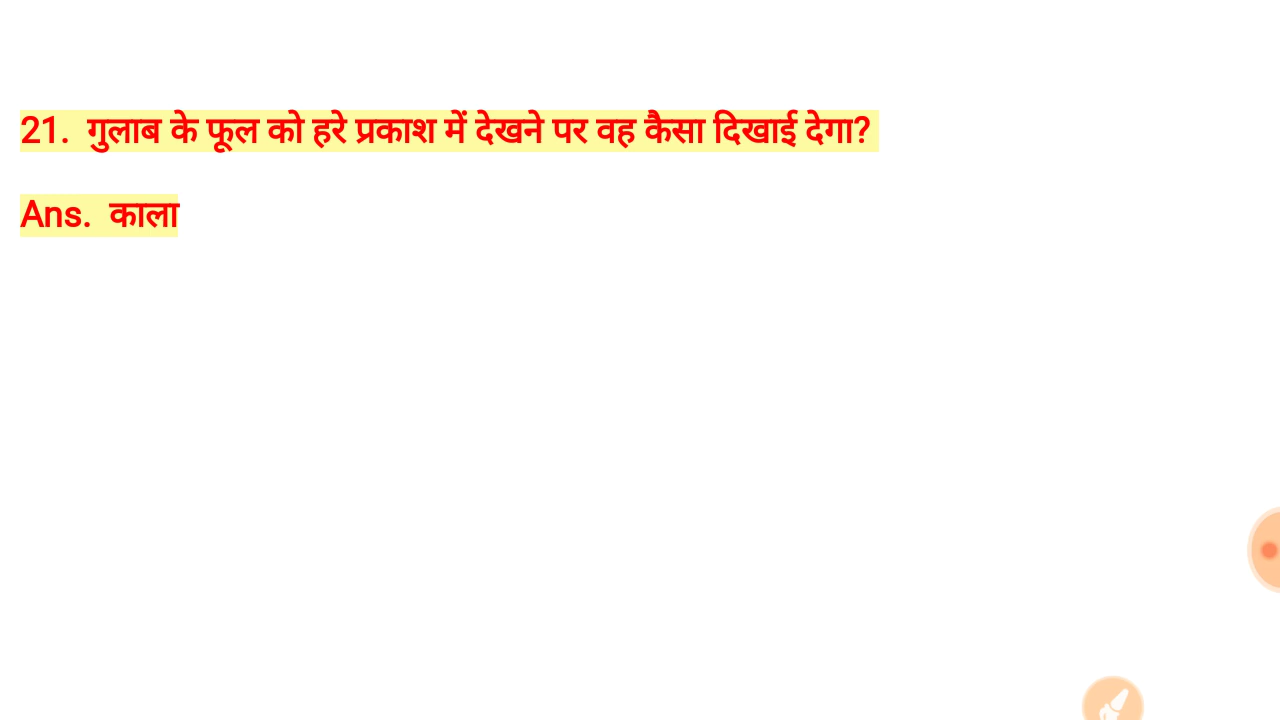 21. गुलाब के फूल को हरे प्रकाश में देखने पर वह कैसा दिखाई देगा?
Ans. काला